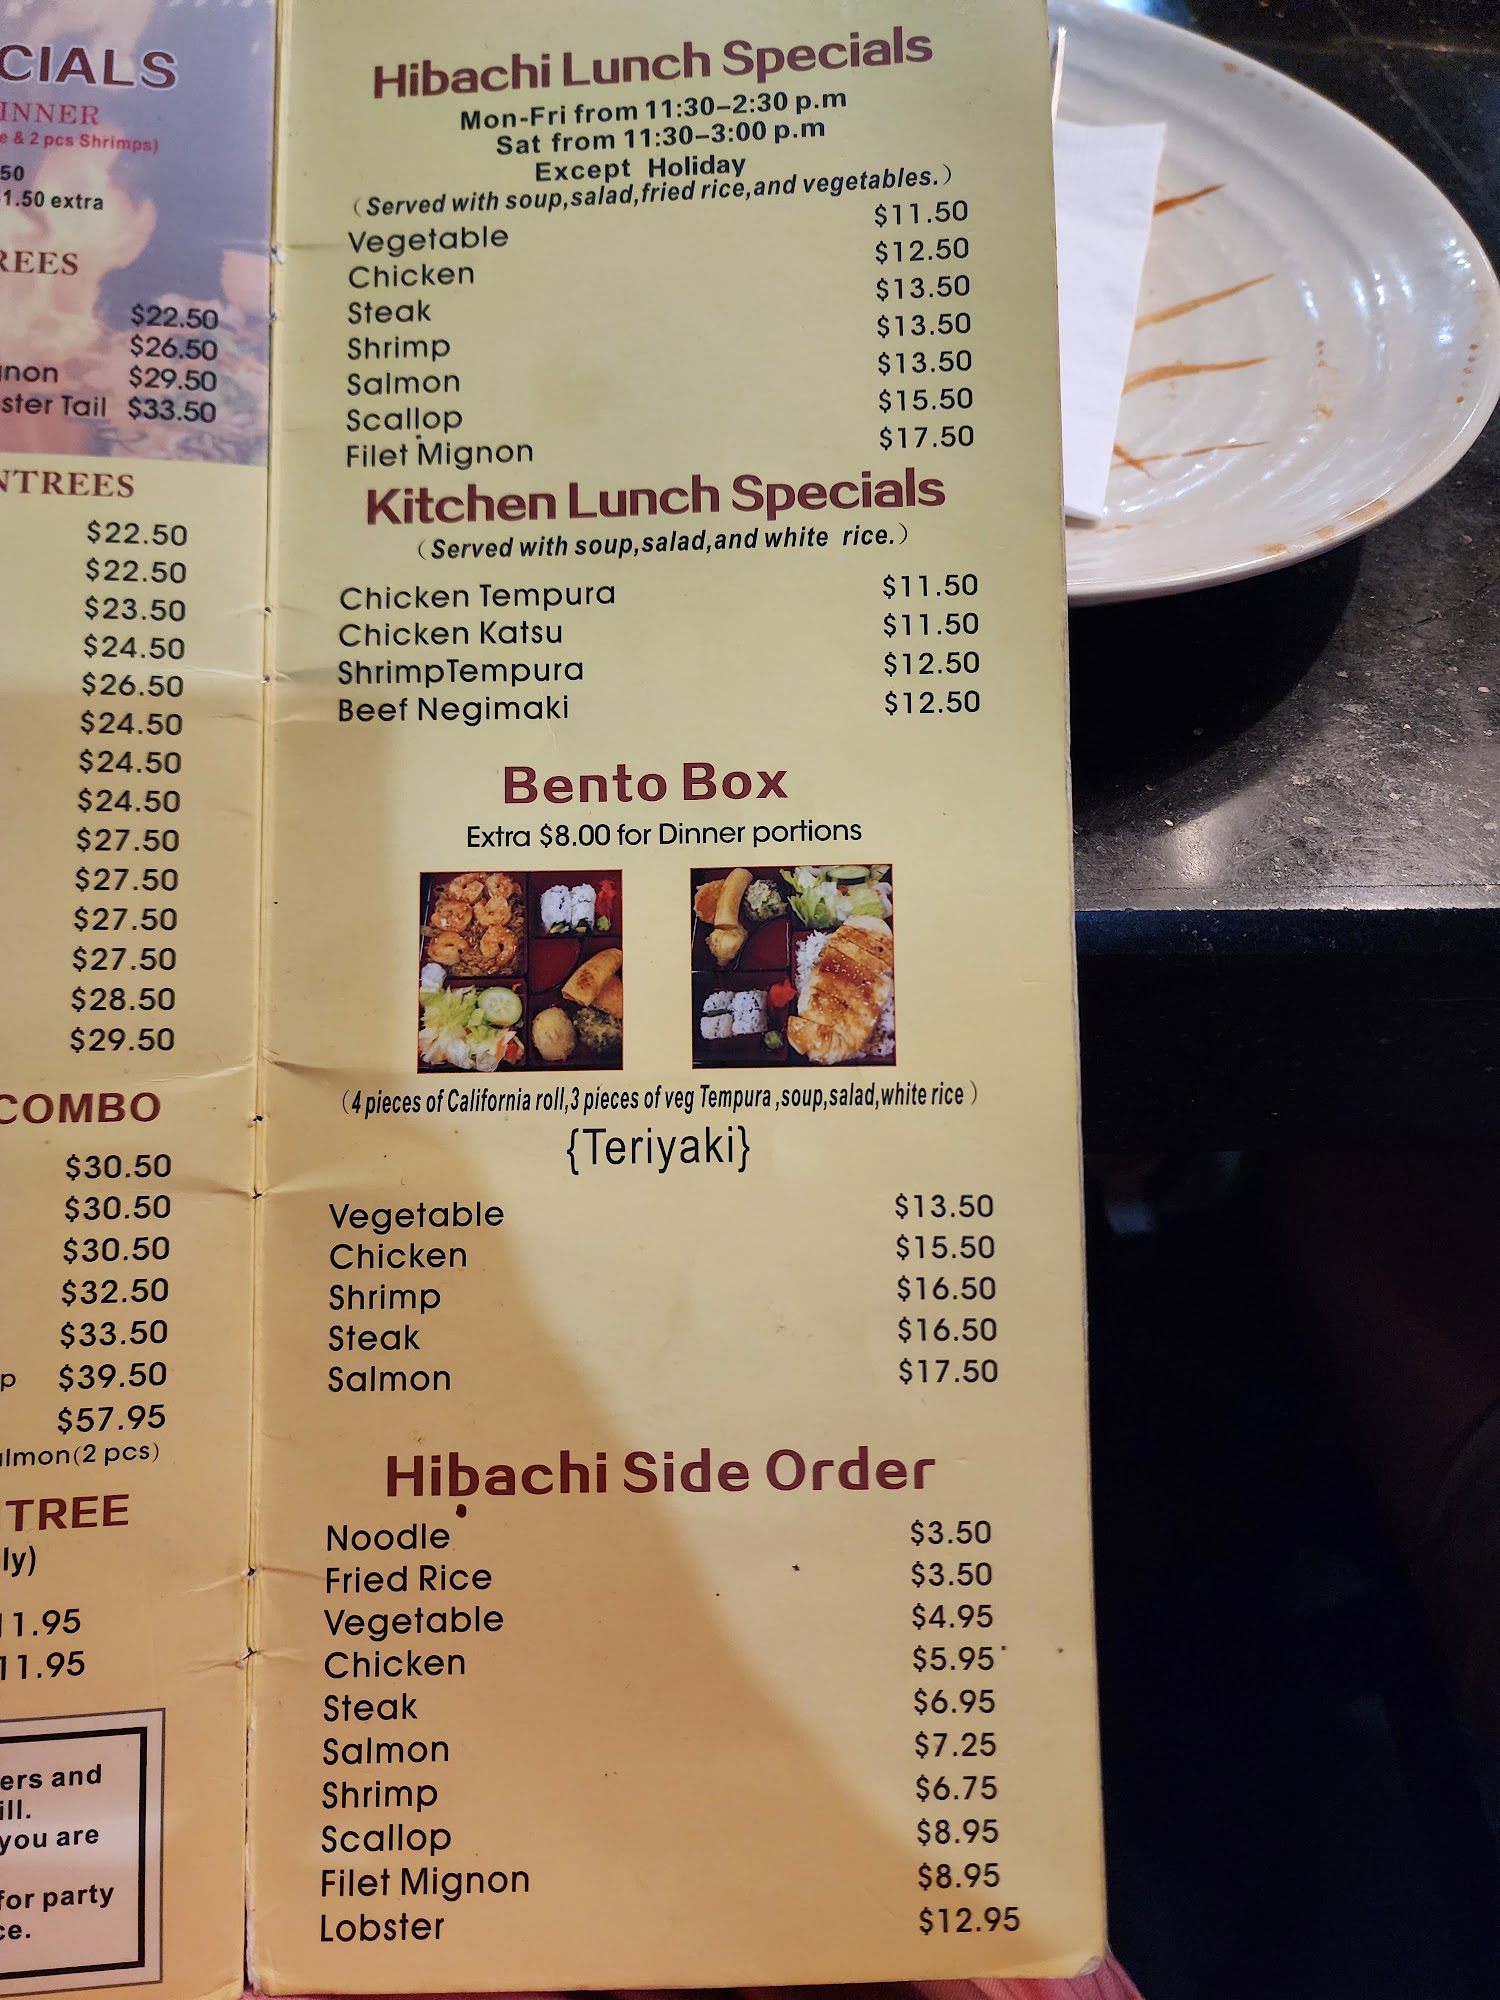 CIALS
INNER
e & 2 pcs Shrimps)
50
1.50 extra
REES
$22.50
$26.50
non $29.50
ster Tail $33.50
NTREES
$22.50
$22.50
$23.50
$24.50
$26.50
$24.50
$24.50
$24.50
$27.50
$27.50
$27.50
$27.50
$28.50
$29.50
COMBO
$30.50
$30.50
$30.50
$32.50
$33.50
p $39.50
$57.95
almon(2 pcs)
TREE
ly)
11.95
11.95
ers and
ill.
you are
for party
ce.
Hibachi Lunch Specials
Mon-Fri from 11:30-2:30 p.m
Sat from 11:30-3:00 p.m
Except Holiday
(Served with soup,salad,fried rice,and vegetables.)
Vegetable $11.50
Chicken $12.50
Steak $13.50
Shrimp $13.50
Salmon $13.50
Scallop $15.50
Filet Mignon $17.50
Kitchen Lunch Specials
(Served with soup,salad,and white rice.)
Chicken Tempura $11.50
Chicken Katsu $11.50
ShrimpTempura $12.50
Beef Negimaki $12.50
Bento Box
Extra $8.00 for Dinner portions
(4 pieces of California roll,3 pieces of veg Tempura ,soup,salad,white rice )
{Teriyaki}
Vegetable $13.50
Chicken $15.50
Shrimp $16.50
Steak $16.50
Salmon $17.50
Hibachi Side Order
Noodle $3.50
Fried Rice $3.50
Vegetable $4.95
Chicken $5.95
Steak $6.95
Salmon $7.25
Shrimp $6.75
Scallop $8.95
Filet Mignon $8.95
Lobster $12.95